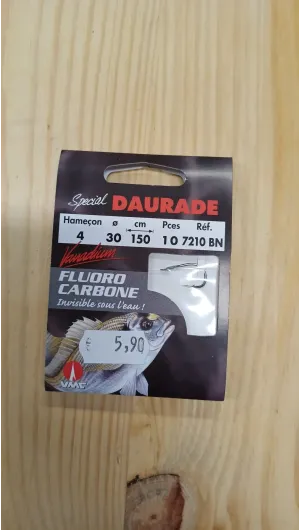 Special DAURADE
Hameçon ø cm Pces Réf.
4 30 150 10 7210 BN
Vanadium
FLUORO
CARBONE
Invisible sous l'eau !
€ 5,90
VMC